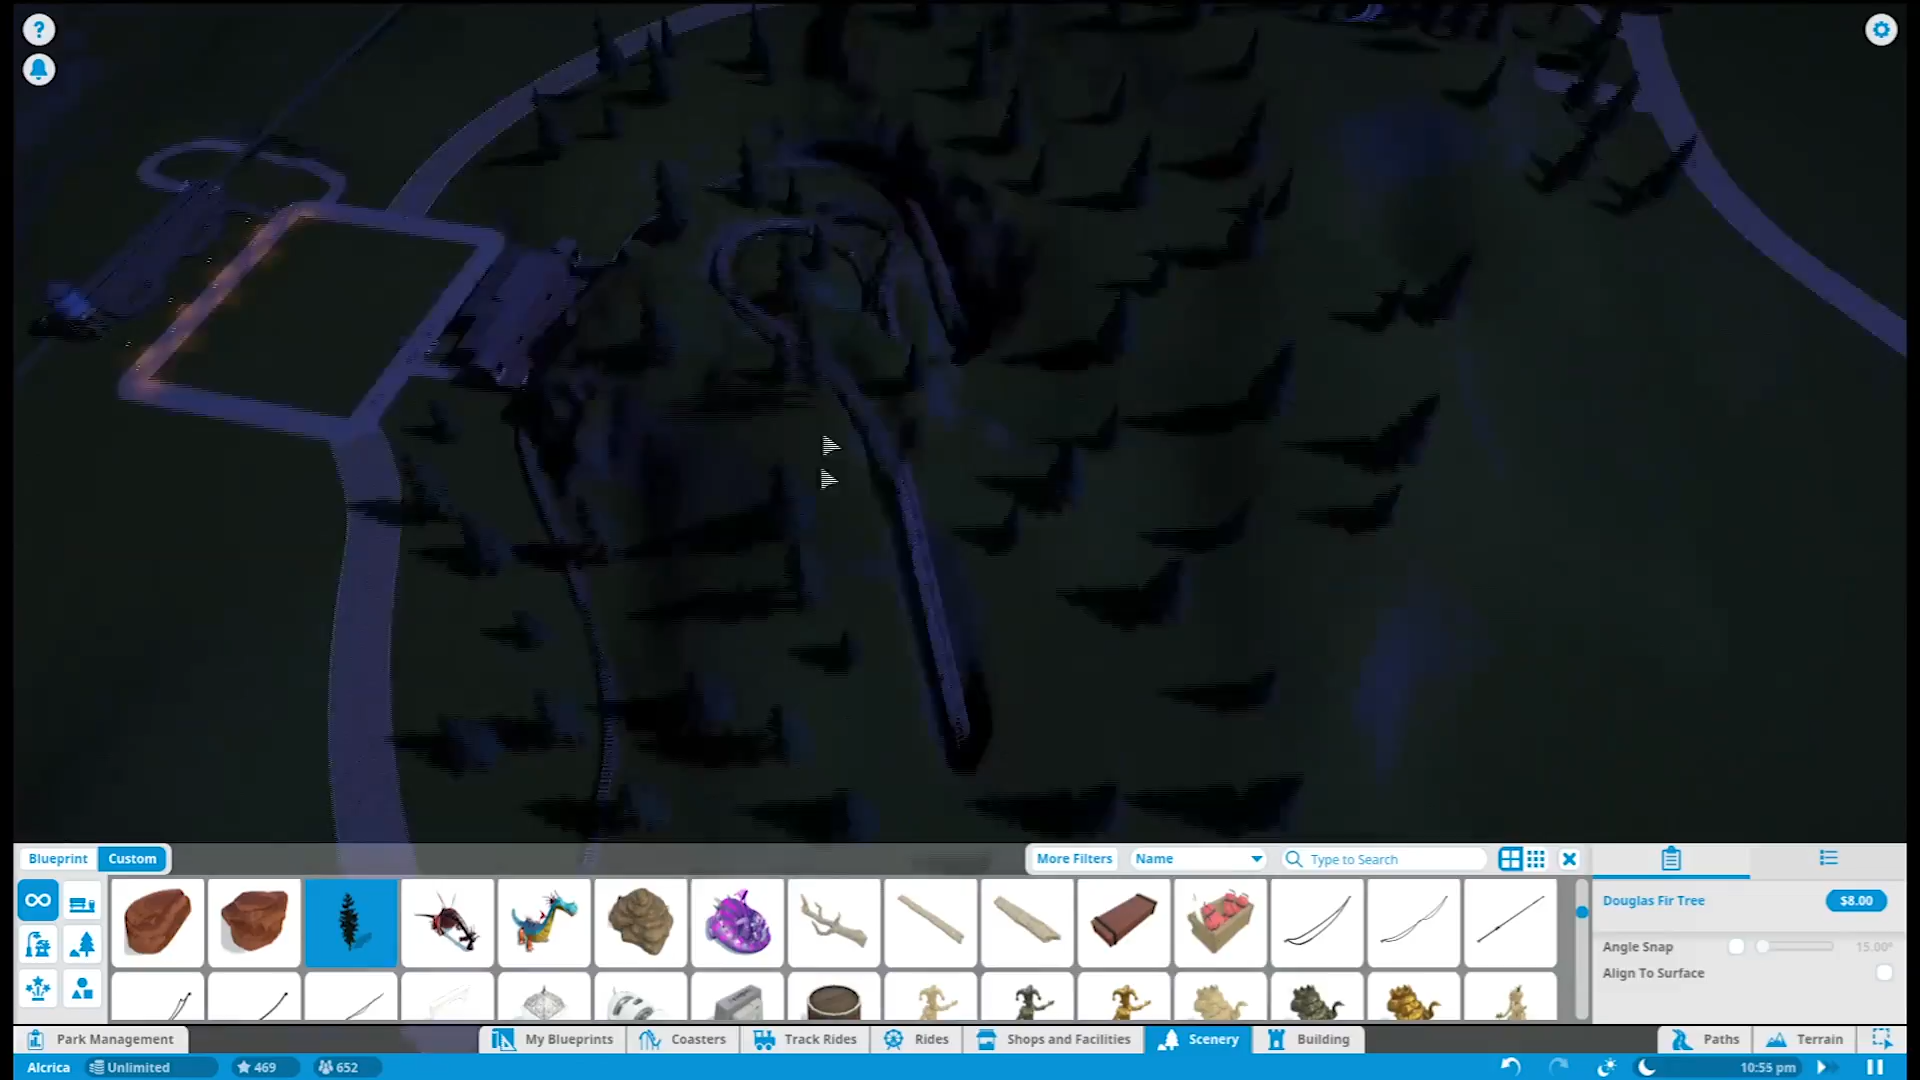 ?
Blueprint Custom More Filters Name Type to Search
Douglas Fir Tree $8.00
Angle Snap 15.00°
Align To Surface
Park Management My Blueprints Coasters Track Rides Rides Shops and Facilities Scenery Building Paths Terrain
Alcrica Unlimited 469 652 10:55 pm